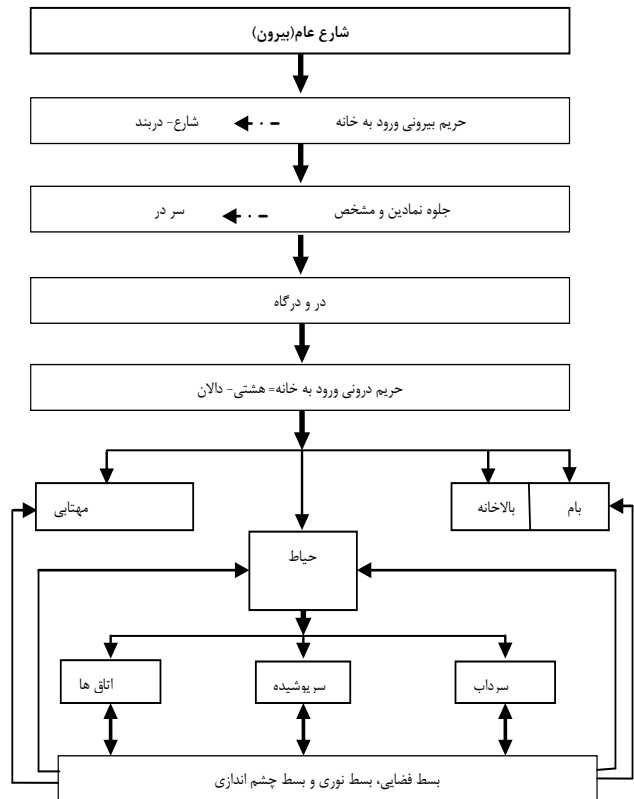 شارع عام(بیرون)
حریم بیرونی ورود به خانه شارع- دربند
جلوه نمادین و مشخص سر در
در و درگاه
حریم درونی ورود به خانه= هشتی- دالان
بام بالاخانه مهتابی
حیاط
سرداب سرپوشیده اتاق ها
بسط فضایی، بسط نوری و بسط چشم اندازی